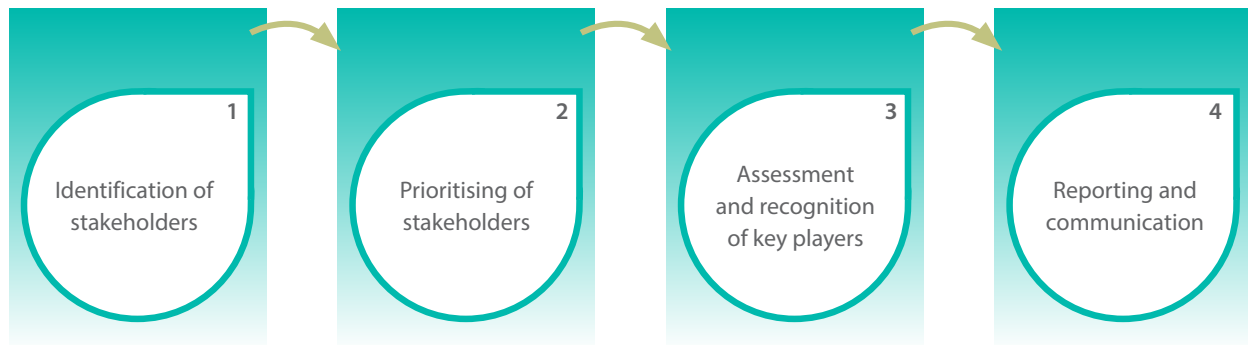 1
Identification of
stakeholders
2
Prioritising of
stakeholders
3
Assessment
and recognition
of key players
4
Reporting and
communication